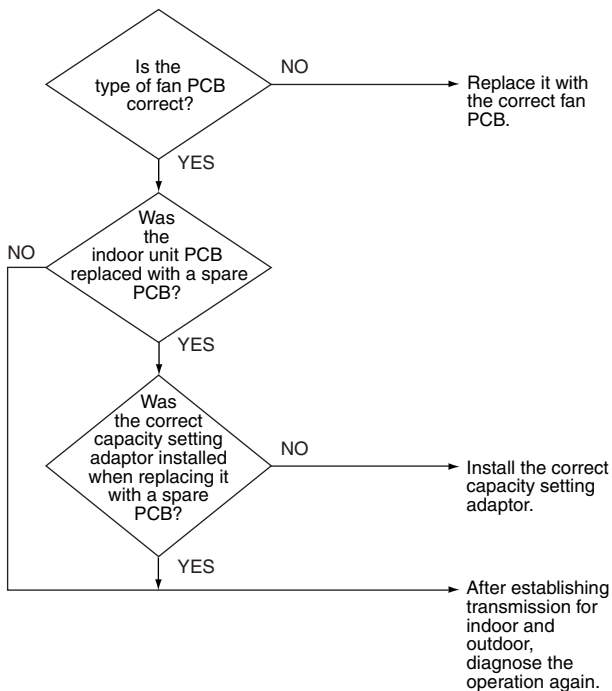 Is the
type of fan PCB
correct?
NO
Replace it with
the correct fan
PCB.
YES
Was
the
indoor unit PCB
replaced with a spare
PCB?
NO
YES
Was
the correct
capacity setting
adaptor installed
when replacing it
with a spare
PCB?
NO
Install the correct
capacity setting
adaptor.
YES
After establishing
transmission for
indoor and
outdoor,
diagnose the
operation again.